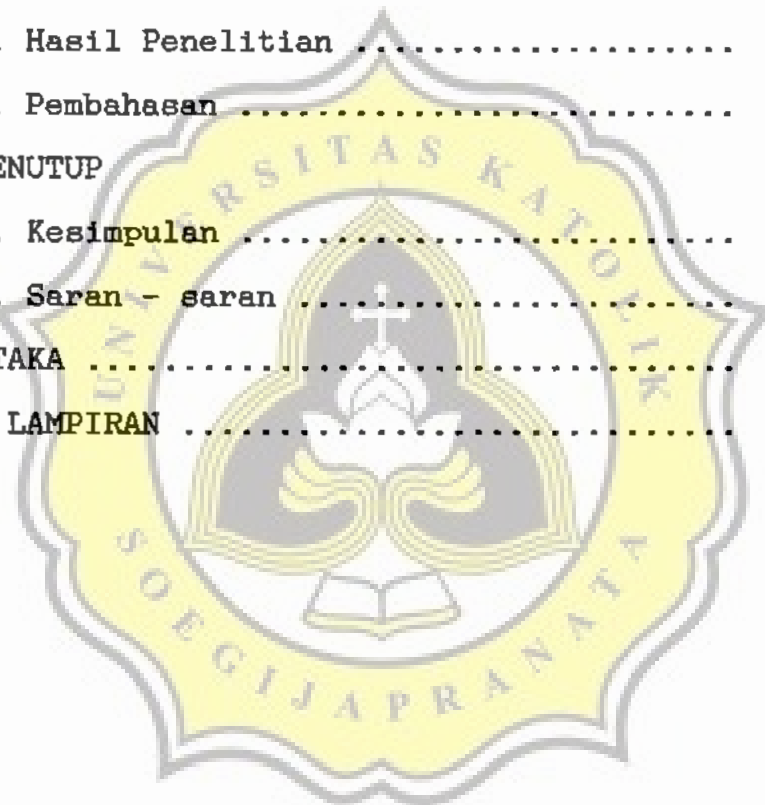 . Hasil Penelitian ....................
. Pembahasan ..........................
ENUTUP
. Kesimpulan ..........................
. Saran - saran .......................
TAKA ..................................
LAMPIRAN ..............................
UNIVERSITAS KATOLIK
SOEGIJAPRANATA